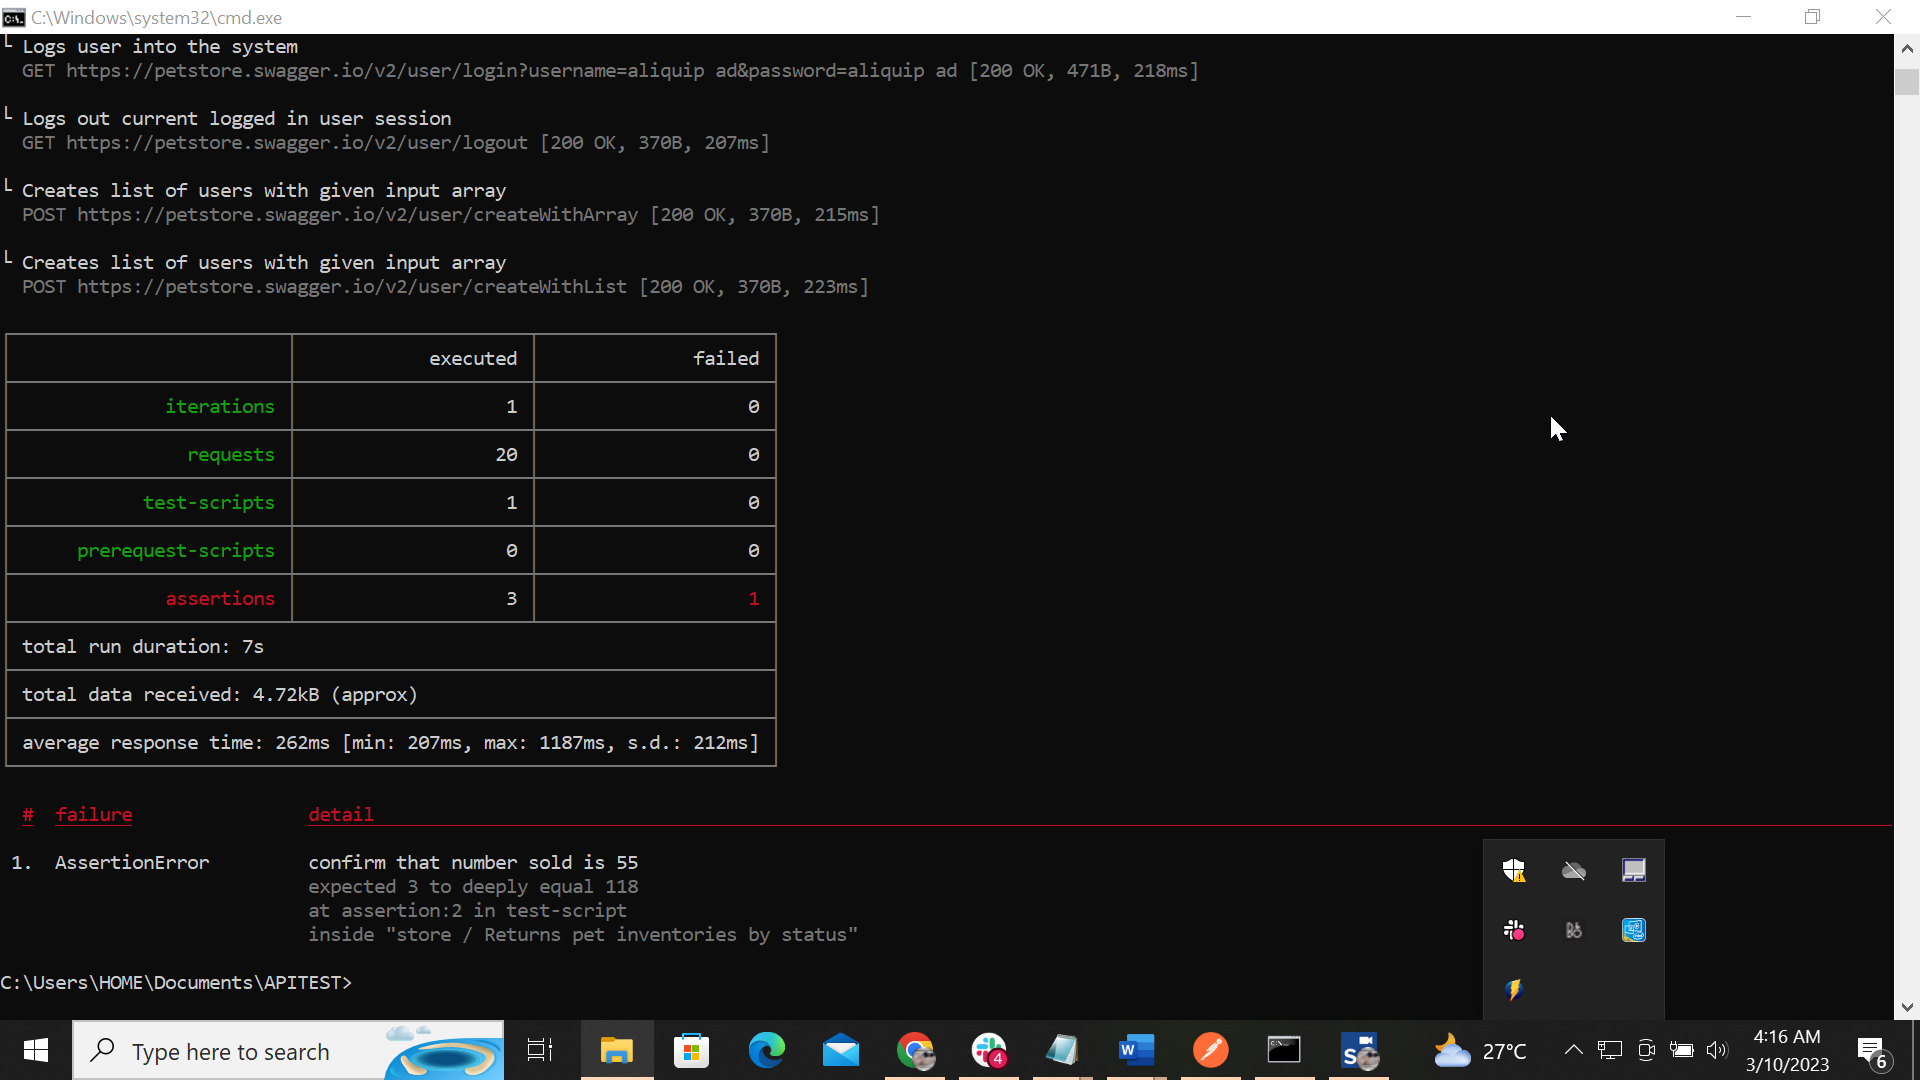 C:\Windows\system32\cmd.exe
└ Logs user into the system
GET https://petstore.swagger.io/v2/user/login?username=aliquip ad&password=aliquip ad [200 OK, 471B, 218ms]
└ Logs out current logged in user session
GET https://petstore.swagger.io/v2/user/logout [200 OK, 370B, 207ms]
└ Creates list of users with given input array
POST https://petstore.swagger.io/v2/user/createWithArray [200 OK, 370B, 215ms]
└ Creates list of users with given input array
POST https://petstore.swagger.io/v2/user/createWithList [200 OK, 370B, 223ms]
executed failed
iterations 1 0
requests 20 0
test-scripts 1 0
prerequest-scripts 0 0
assertions 3 1
total run duration: 7s
total data received: 4.72kB (approx)
average response time: 262ms [min: 207ms, max: 1187ms, s.d.: 212ms]
# failure detail
1. AssertionError confirm that number sold is 55
expected 3 to deeply equal 118
at assertion:2 in test-script
inside "store / Returns pet inventories by status"
C:\Users\HOME\Documents\APITEST>
Type here to search
4
27°C
4:16 AM
3/10/2023
6